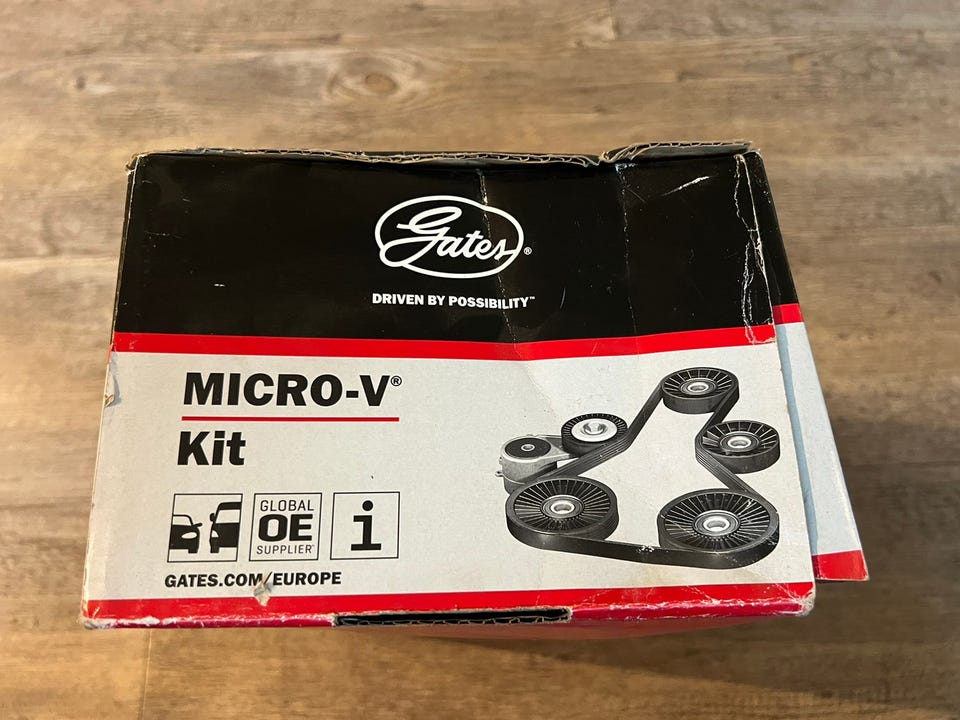 Gates®
DRIVEN BY POSSIBILITY™
MICRO-V®
Kit
GLOBAL
OE
SUPPLIER
i
GATES.COM/EUROPE